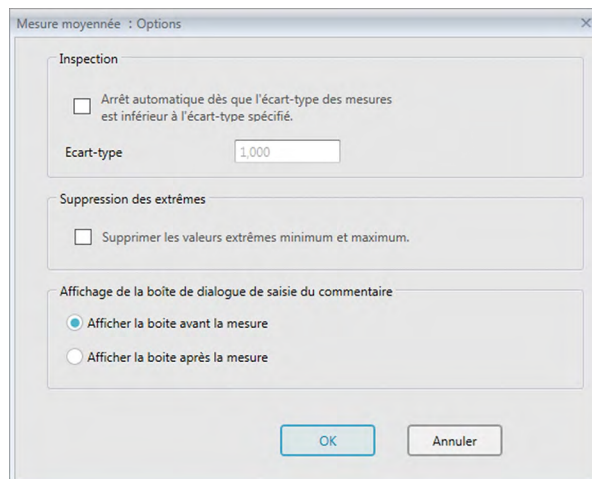 Mesure moyennée : Options
Inspection
Arrêt automatique dès que l'écart-type des mesures
est inférieur à l'écart-type spécifié.
Ecart-type
1,000
Suppression des extrêmes
Supprimer les valeurs extrêmes minimum et maximum.
Affichage de la boîte de dialogue de saisie du commentaire
Afficher la boite avant la mesure
Afficher la boite après la mesure
OK
Annuler